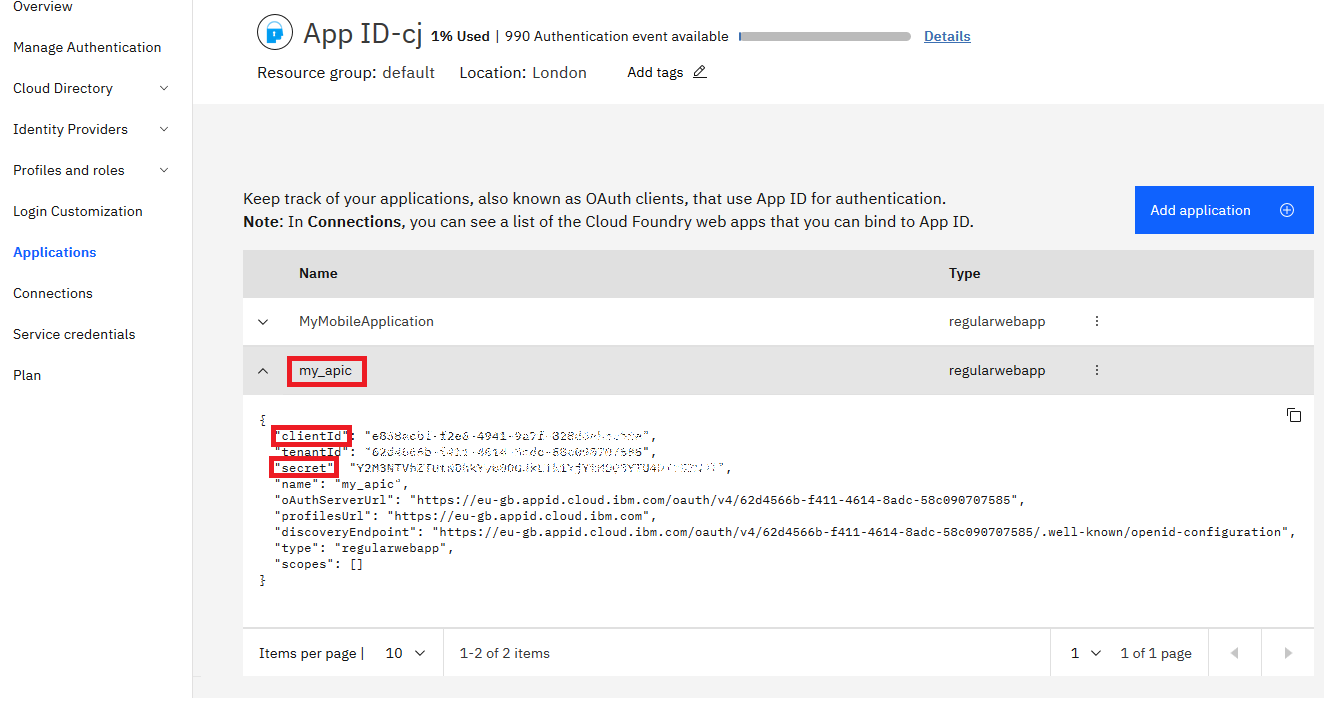 Overview
Manage Authentication
Cloud Directory
Identity Providers
Profiles and roles
Login Customization
Applications
Connections
Service credentials
Plan
App ID-cj 1% Used | 990 Authentication event available Details
Resource group: default Location: London Add tags
Keep track of your applications, also known as OAuth clients, that use App ID for authentication.
Note: In Connections, you can see a list of the Cloud Foundry web apps that you can bind to App ID.
Add application
Name Type
MyMobileApplication regularwebapp
my_apic regularwebapp
{
"clientId":
"tenantId":
"secret":
"name": "my_apic",
"oAuthServerUrl": "https://eu-gb.appid.cloud.ibm.com/oauth/v4/62d4566b-f411-4614-8adc-58c090707585",
"profilesUrl": "https://eu-gb.appid.cloud.ibm.com",
"discoveryEndpoint": "https://eu-gb.appid.cloud.ibm.com/oauth/v4/62d4566b-f411-4614-8adc-58c090707585/.well-known/openid-configuration",
"type": "regularwebapp",
"scopes": []
}
Items per page | 10 1-2 of 2 items 1 1 of 1 page